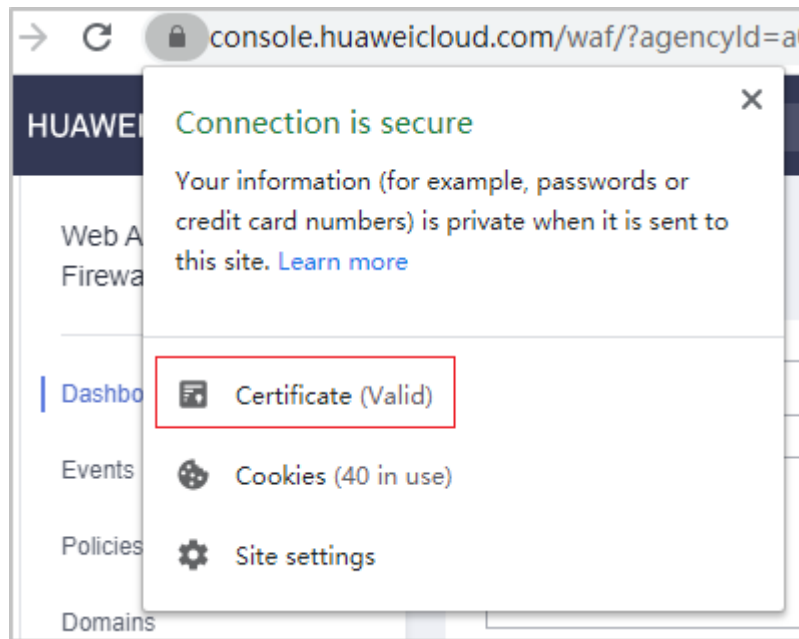 console.huaweicloud.com/waf/?agencyId=a
HUAWEI
Connection is secure
Your information (for example, passwords or
credit card numbers) is private when it is sent to
this site. Learn more
Web A
Firewa
Certificate (Valid)
Dashbo
Cookies (40 in use)
Events
Site settings
Policies
Domains